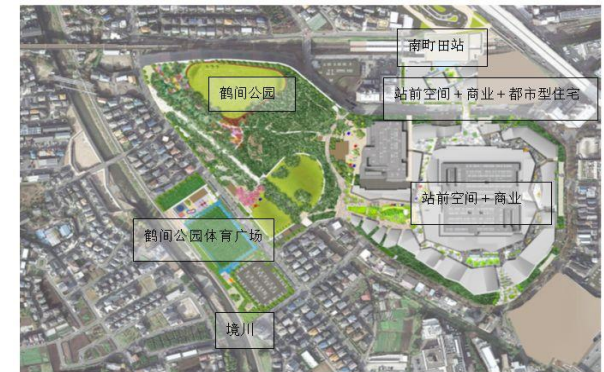 南町田站
鹤间公园
站前空间＋商业＋都市型住宅
站前空间＋商业
鹤间公园体育广场
境川